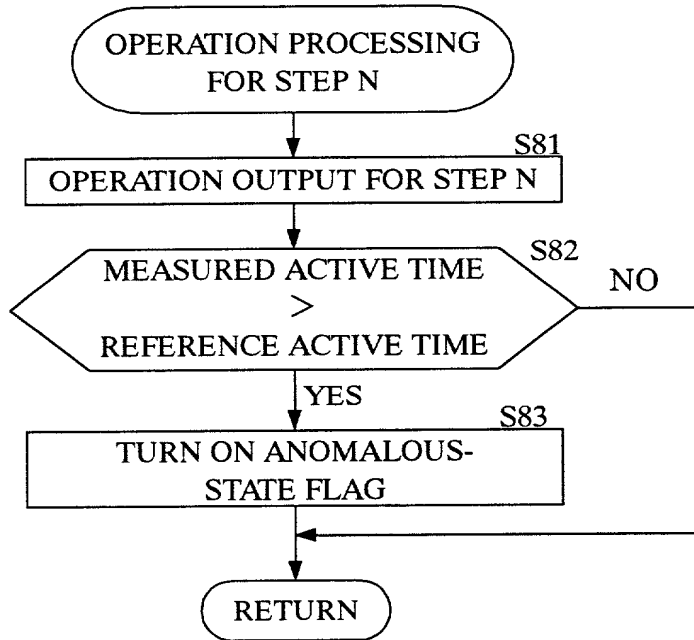 OPERATION PROCESSING
FOR STEP N
S81
OPERATION OUTPUT FOR STEP N
S82
MEASURED ACTIVE TIME
>
REFERENCE ACTIVE TIME
NO
YES
S83
TURN ON ANOMALOUS-
STATE FLAG
RETURN